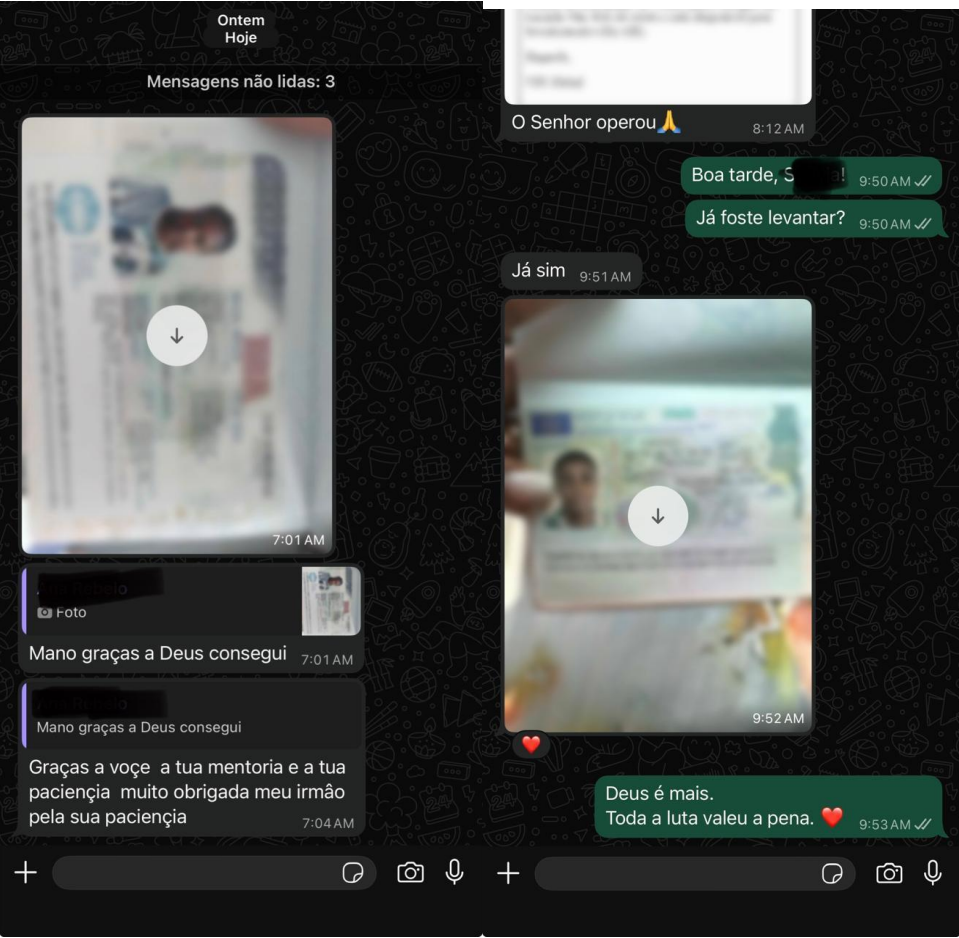 Ontem
Hoje
Mensagens não lidas: 3
7:01 AM
Foto
Mano graças a Deus consegui
7:01 AM
Mano graças a Deus consegui
Graças a voçe a tua mentoria e a tua
paciençia muito obrigada meu irmâo
pela sua paciençia
7:04 AM
O Senhor operou🙏
8:12 AM
Boa tarde, S a!
9:50 AM
Já foste levantar?
9:50 AM
Já sim
9:51 AM
9:52 AM
❤️
Deus é mais.
Toda a luta valeu a pena. ❤️
9:53 AM